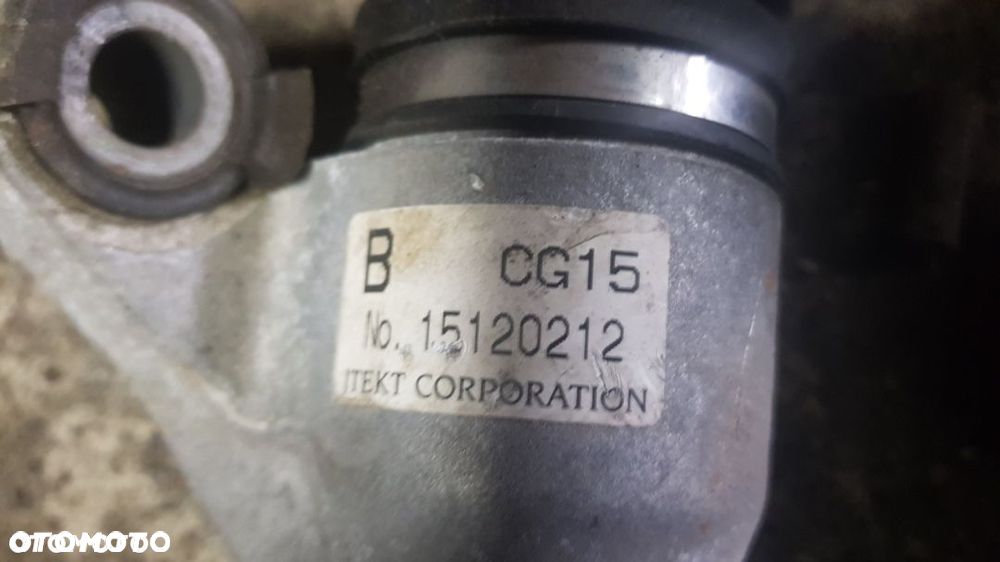 B CG15
No. 15120212
JTEKT CORPORATION
OTOMOTO